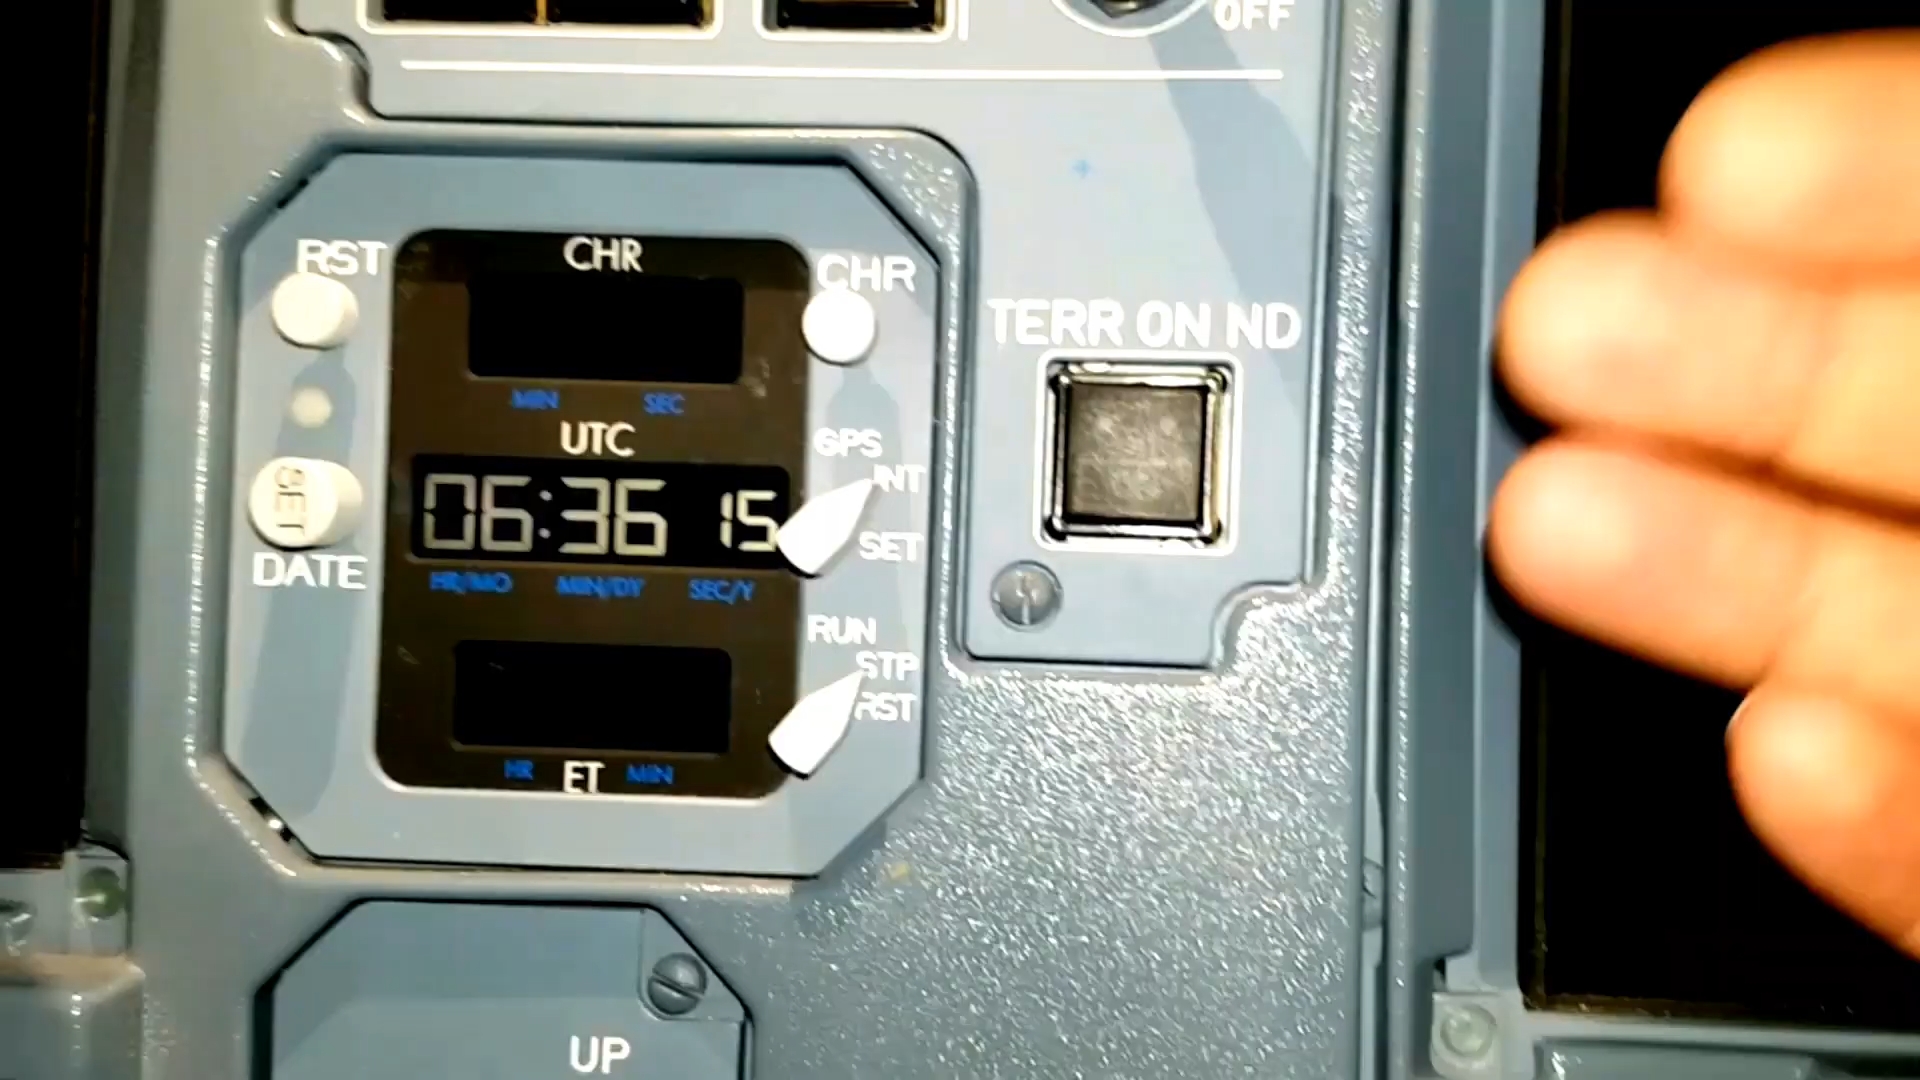 OFF
RST
CHR
CHR
MIN SEC
TERR ON ND
UTC
GPS
INT
SET
06:36 15
SET
DATE
HR/MO MIN/DY SEC/Y
RUN
STP
RST
HR ET MIN
UP